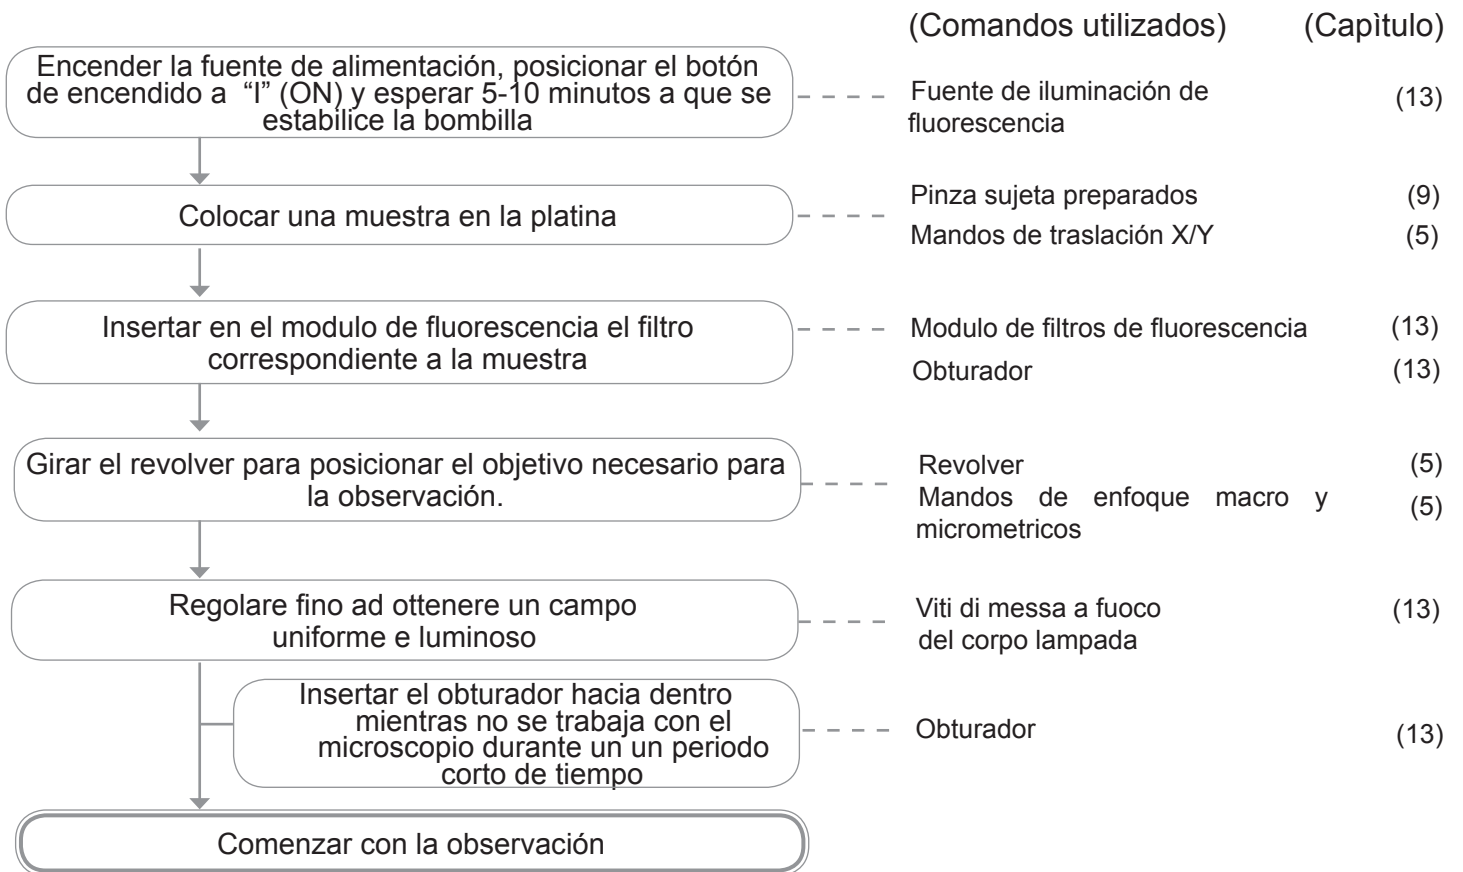 (Comandos utilizados) (Capìtulo)
Encender la fuente de alimentación, posicionar el botón
de encendido a “I” (ON) y esperar 5-10 minutos a que se
estabilice la bombilla
Fuente de iluminación de
fluorescencia
(13)
Colocar una muestra en la platina
Pinza sujeta preparados (9)
Mandos de traslación X/Y (5)
Insertar en el modulo de fluorescencia el filtro
correspondiente a la muestra
Modulo de filtros de fluorescencia (13)
Obturador (13)
Girar el revolver para posicionar el objetivo necesario para
la observación.
Revolver (5)
Mandos de enfoque macro y
micrometricos
(5)
Regolare fino ad ottenere un campo
uniforme e luminoso
Viti di messa a fuoco
del corpo lampada
(13)
Insertar el obturador hacia dentro
mientras no se trabaja con el
microscopio durante un un periodo
corto de tiempo
Obturador (13)
Comenzar con la observación